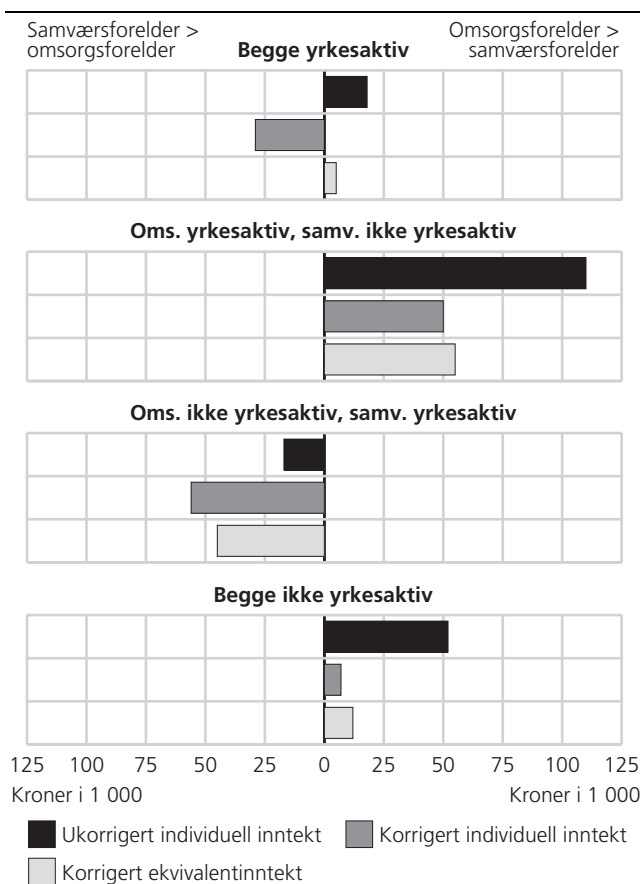 Samværsforelder >
omsorgsforelder
Begge yrkesaktiv
Omsorgforelder >
samværsforelder
Oms. yrkesaktiv, samv. ikke yrkesaktiv
Oms. ikke yrkesaktiv, samv. yrkesaktiv
Begge ikke yrkesaktiv
125 100 75 50 25 0 25 50 75 100 125
Kroner i 1 000 Kroner i 1 000
Ukorrigert individuell inntekt Korrigert individuell inntekt
Korrigert ekvivalentinntekt